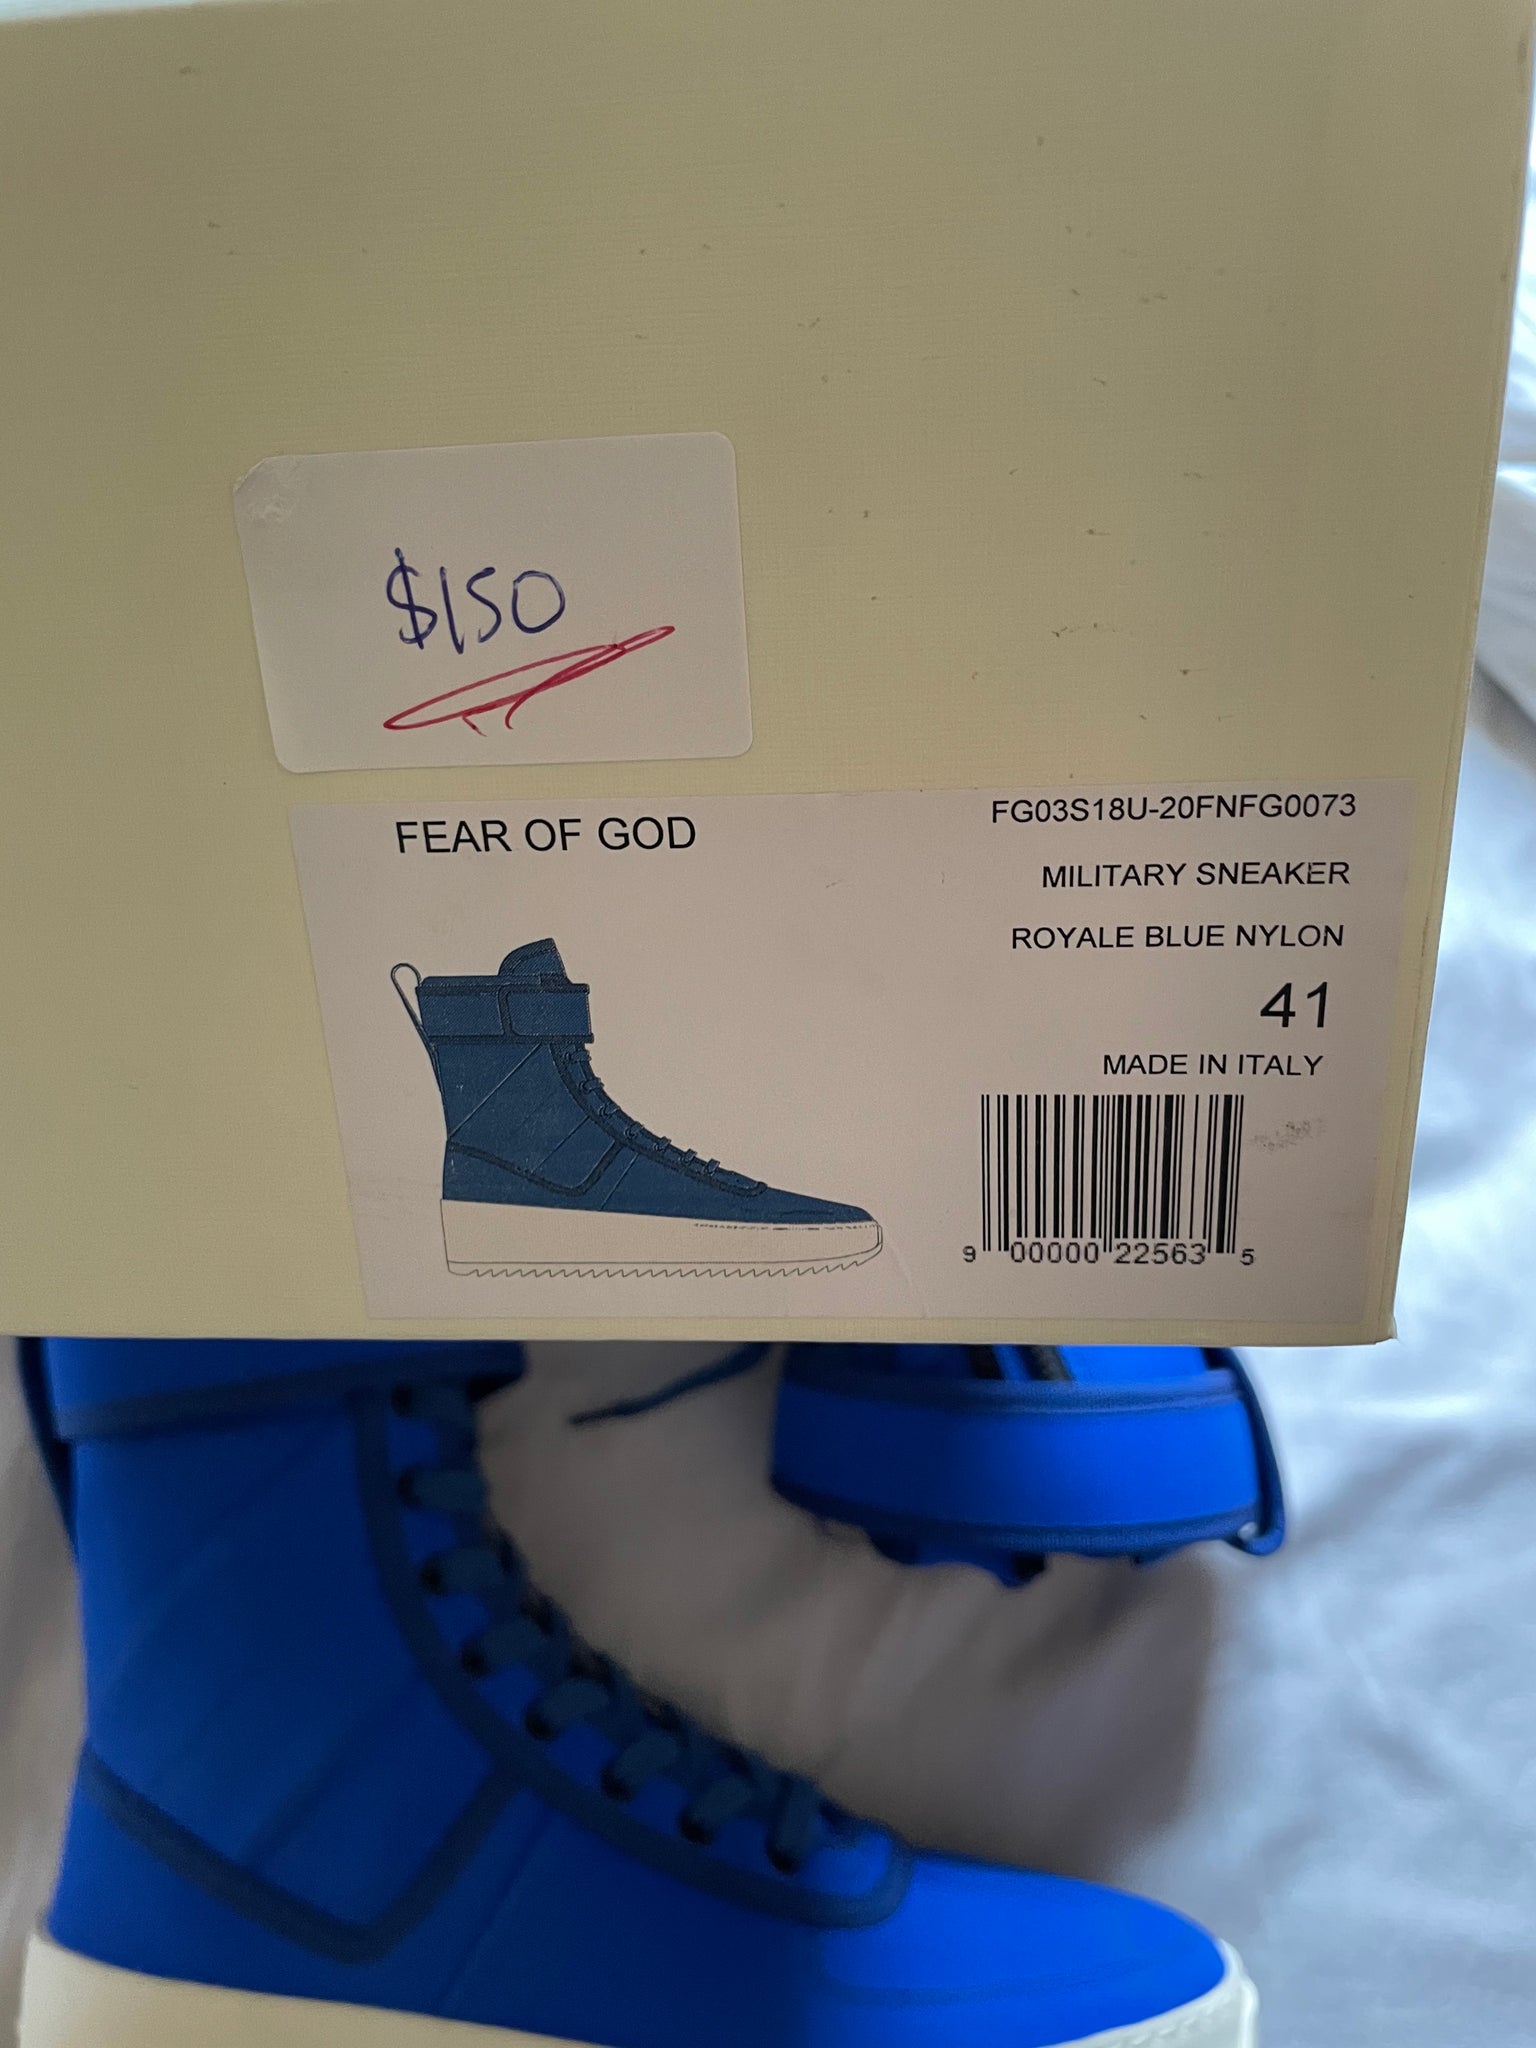 $150
FEAR OF GOD
FG03S18U-20FNFG0073
MILITARY SNEAKER
ROYALE BLUE NYLON
41
MADE IN ITALY
9 00000 22563 5